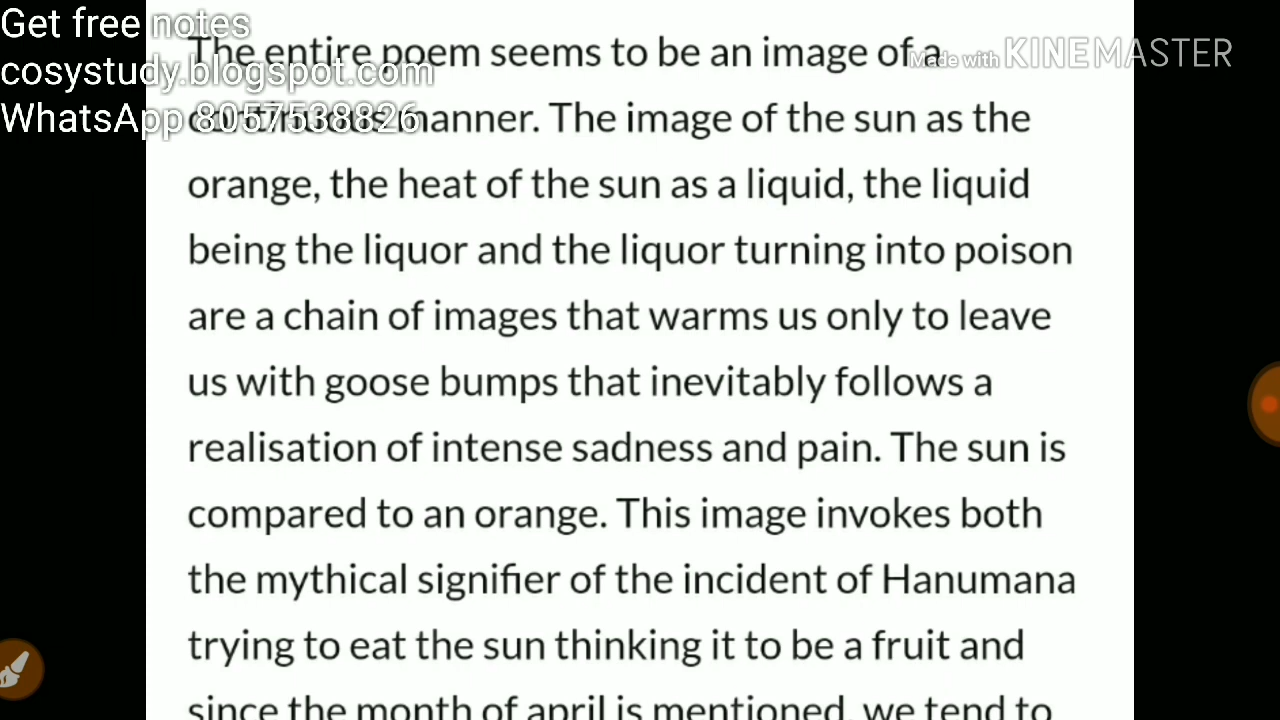 Get free notes
cosystudy.blogspot.com
WhatsApp 8057538826
Made with KINEMASTER
The entire poem seems to be an image of a
continuous manner. The image of the sun as the
orange, the heat of the sun as a liquid, the liquid
being the liquor and the liquor turning into poison
are a chain of images that warms us only to leave
us with goose bumps that inevitably follows a
realisation of intense sadness and pain. The sun is
compared to an orange. This image invokes both
the mythical signifier of the incident of Hanumana
trying to eat the sun thinking it to be a fruit and
since the month of april is mentioned, we tend to